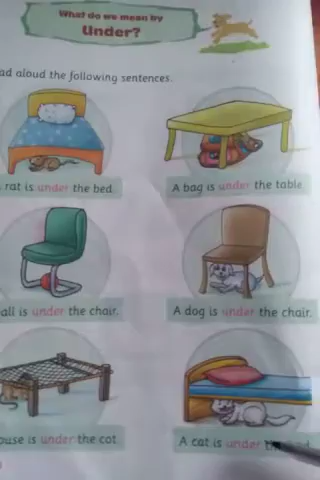 What do we mean by
Under?
ad aloud the following sentences.
rat is under the bed.
A bag is under the table.
all is under the chair.
A dog is under the chair.
ouse is under the cot.
A cat is under